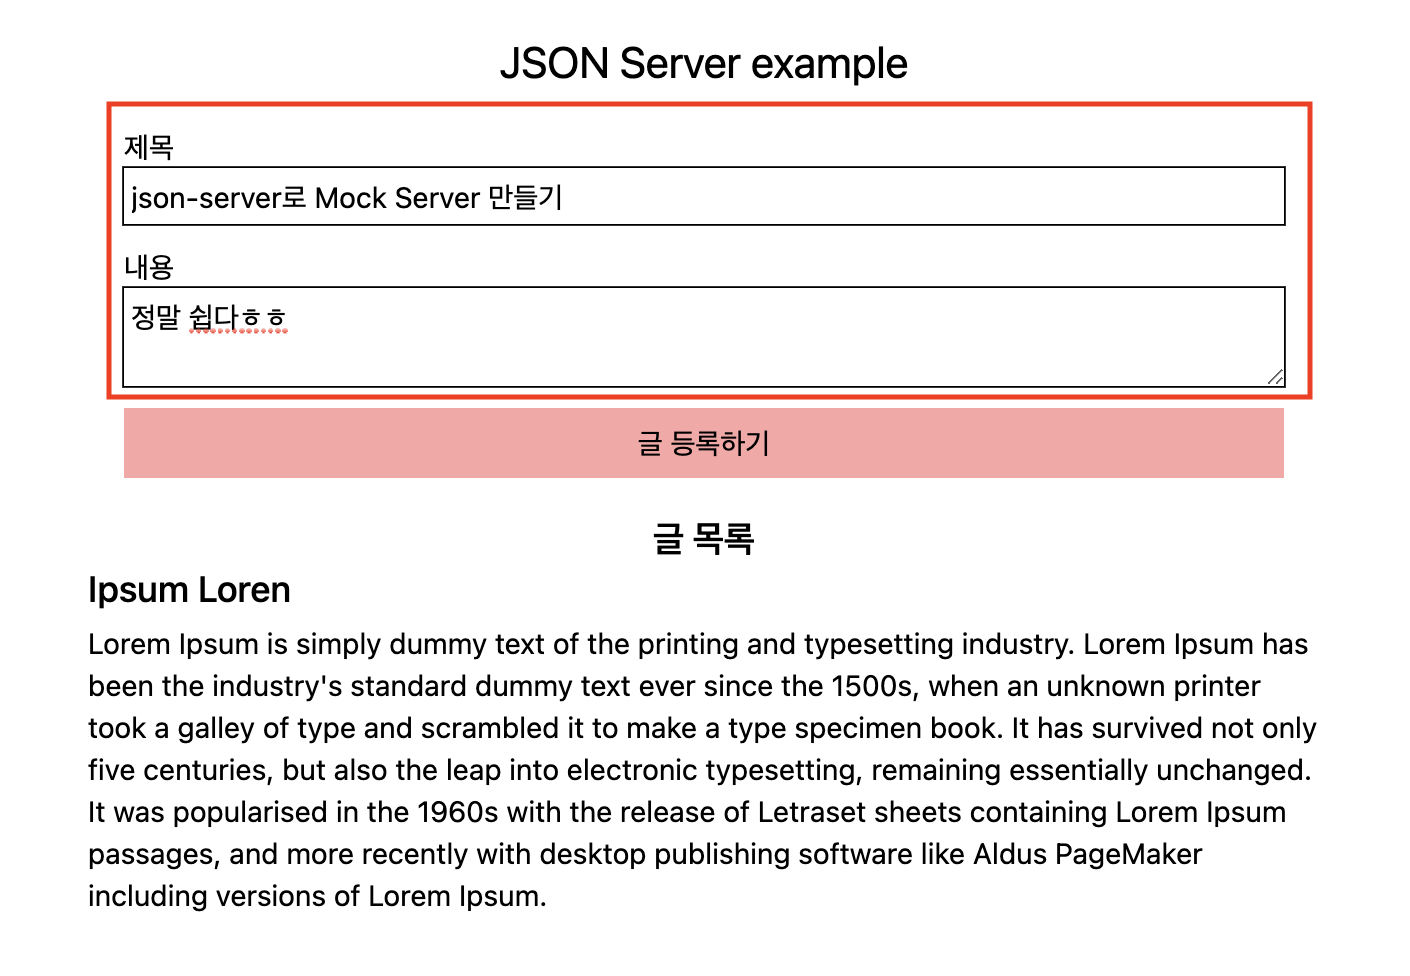 JSON Server example
제목
json-server로 Mock Server 만들기
내용
정말 쉽다ㅎㅎ
글 등록하기
글 목록
Ipsum Loren
Lorem Ipsum is simply dummy text of the printing and typesetting industry. Lorem Ipsum has
been the industry's standard dummy text ever since the 1500s, when an unknown printer
took a galley of type and scrambled it to make a type specimen book. It has survived not only
five centuries, but also the leap into electronic typesetting, remaining essentially unchanged.
It was popularised in the 1960s with the release of Letraset sheets containing Lorem Ipsum
passages, and more recently with desktop publishing software like Aldus PageMaker
including versions of Lorem Ipsum.